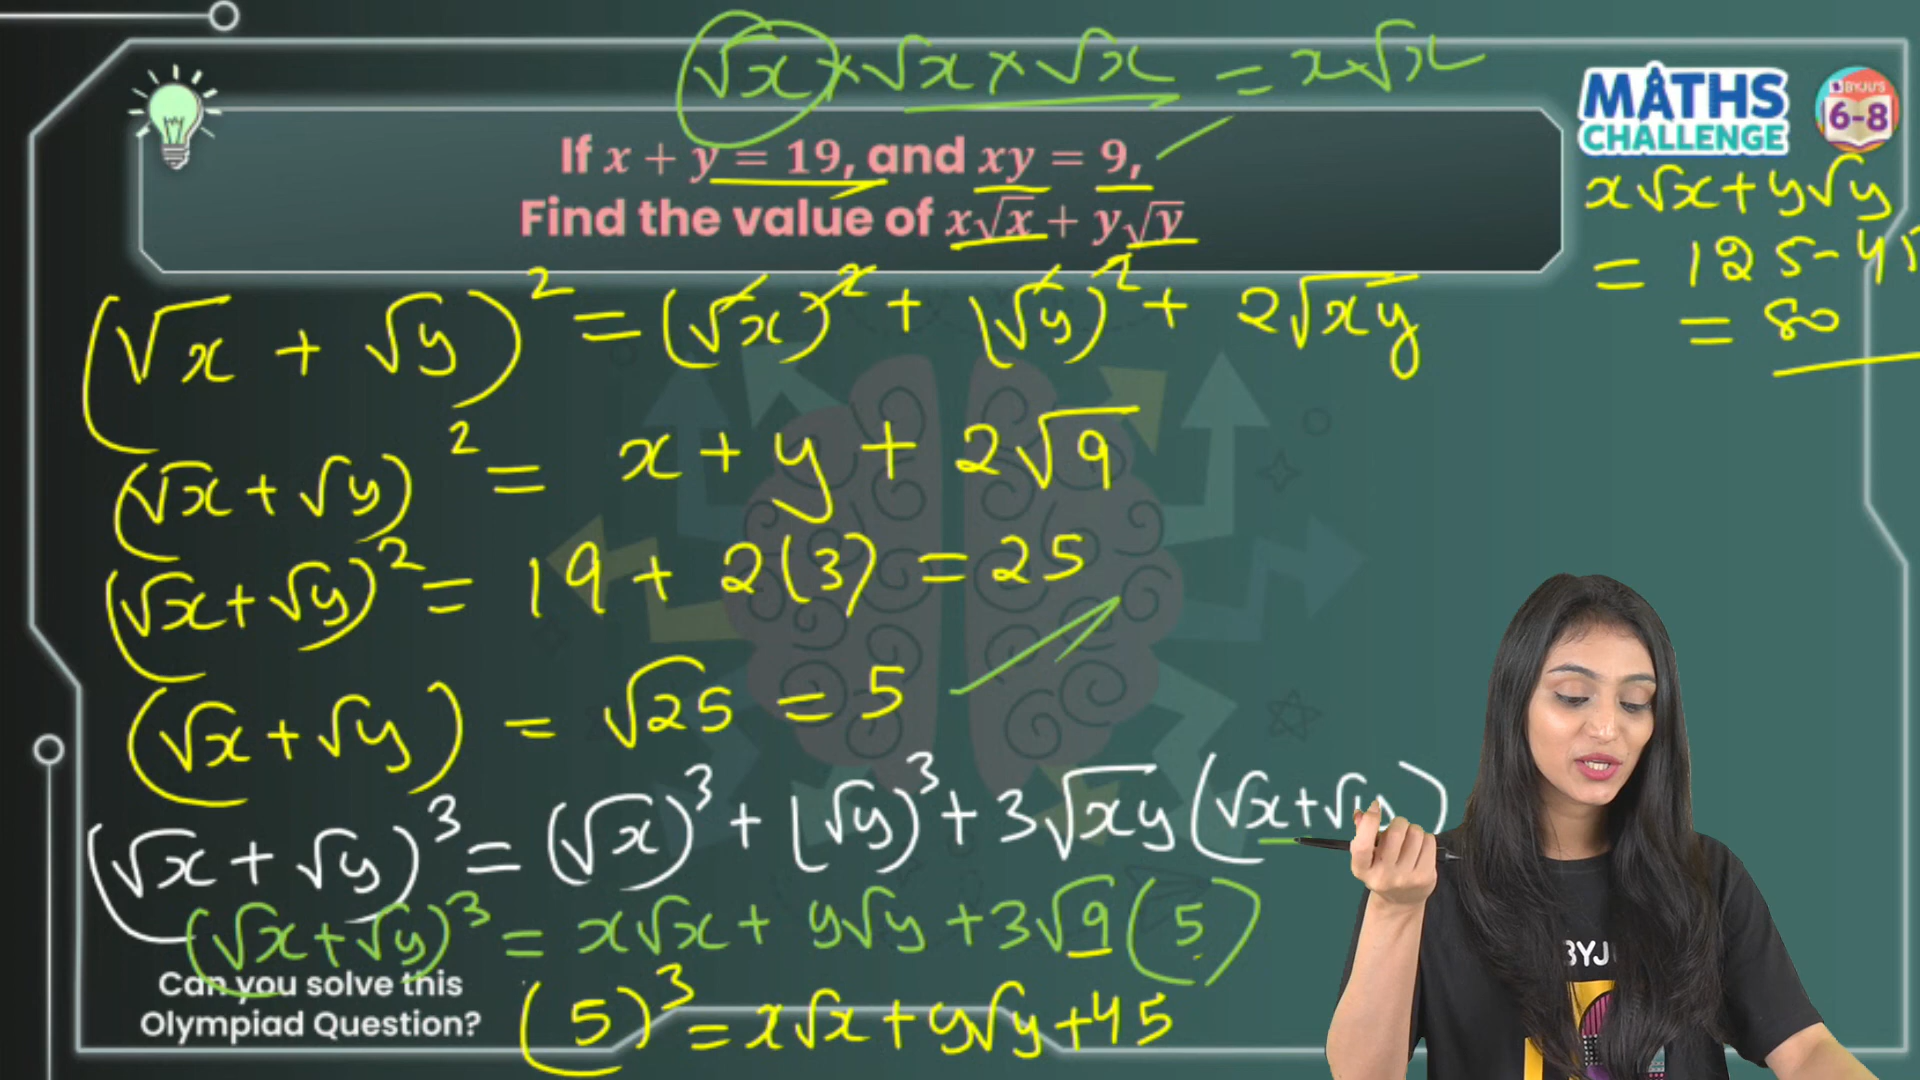 √x × √x × √x = x√x
If x + y = 19, and xy = 9,
Find the value of x√x + y√y
MATHS
CHALLENGE
BYJU'S
6-8
x√x + y√y
= 125-45
= 80
(√x + √y)² = (√x)² + (√y)² + 2√xy
(√x + √y)² = x + y + 2√9
(√x + √y)² = 19 + 2(3) = 25
(√x + √y) = √25 = 5
(√x + √y)³ = (√x)³ + (√y)³ + 3√xy (√x+√y)
(√x + √y)³ = x√x + y√y + 3√9 (5)
(5)³ = x√x + y√y + 45
Can you solve this
Olympiad Question?